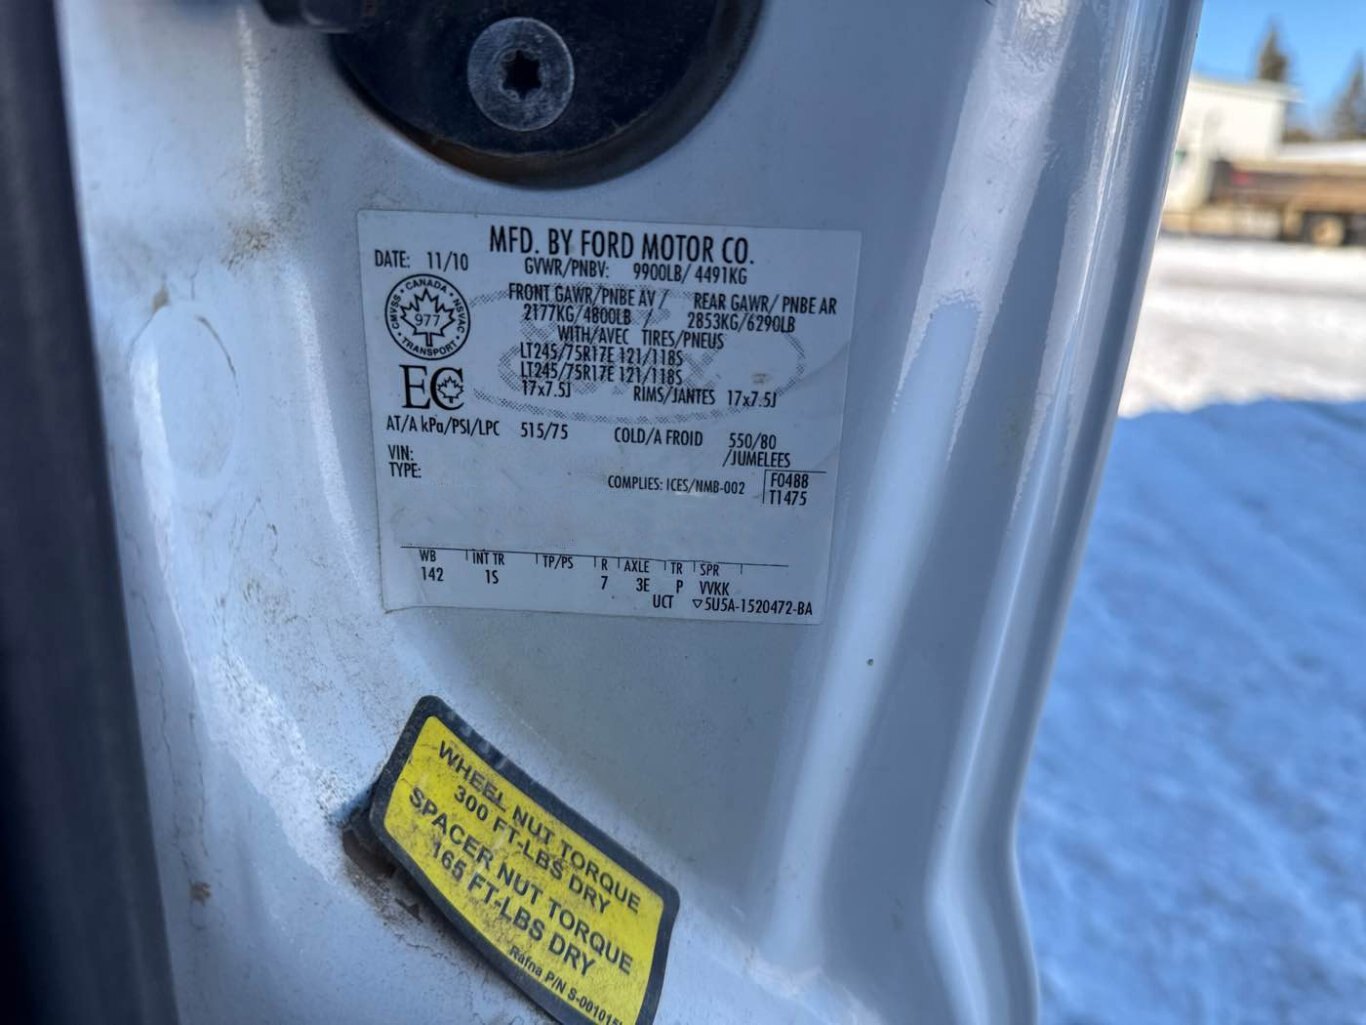 MFD. BY FORD MOTOR CO.
DATE: 11/10
GVWR/PNBV: 9900LB/ 4491KG
CMVSS • CANADA • NSVAC • TRANSPORT •
977
FRONT GAWR/PNBE AV / REAR GAWR/ PNBE AR
2177KG/4800LB / 2853KG/6290LB
WITH/AVEC TIRES/PNEUS
LT245/75R17E 121/118S
LT245/75R17E 121/118S
17x7.5J RIMS/JANTES 17x7.5J
EC
AT/A kPa/PSI/LPC 515/75 COLD/A FROID 550/80
/JUMELEES
VIN:
TYPE:
COMPLIES: ICES/NMB-002
F0488
T1475
WB INT TR TP/PS R AXLE TR SPR
142 1S 7 3E P VVKK
UCT ▽5U5A-1520472-BA
WHEEL NUT TORQUE
300 FT-LBS DRY
SPACER NUT TORQUE
165 FT-LBS DRY
Rafna P/N S-001015